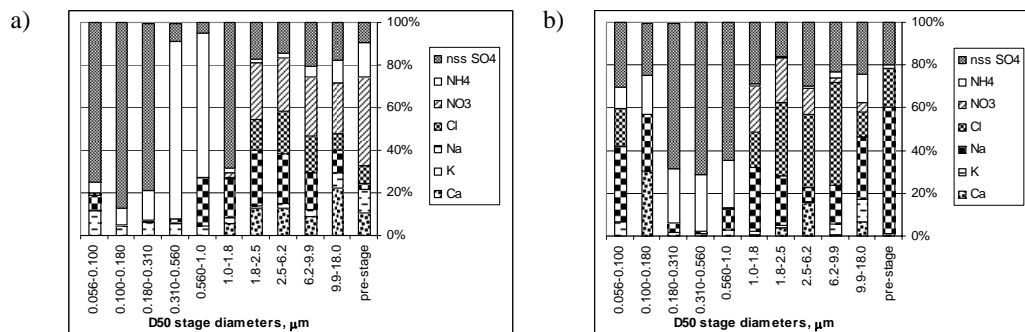 a)
100%
80%
60%
40%
20%
0%
nss SO4
NH4
NO3
Cl
Na
K
Ca
0.056-0.100
0.100-0.180
0.180-0.310
0.310-0.560
0.560-1.0
1.0-1.8
1.8-2.5
2.5-6.2
6.2-9.9
9.9-18.0
pre-stage
D50 stage diameters, μm
b)
100%
80%
60%
40%
20%
0%
nss SO4
NH4
NO3
Cl
Na
K
Ca
0.056-0.100
0.100-0.180
0.180-0.310
0.310-0.560
0.560-1.0
1.0-1.8
1.8-2.5
2.5-6.2
6.2-9.9
9.9-18.0
pre-stage
D50 stage diameters, μm